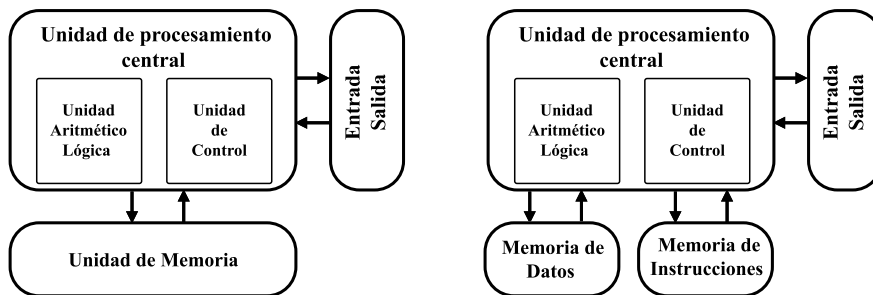 Unidad de procesamiento
central
Unidad
Aritmético
Lógica
Unidad
de
Control
Entrada
Salida
Unidad de Memoria
Unidad de procesamiento
central
Unidad
Aritmético
Lógica
Unidad
de
Control
Entrada
Salida
Memoria de
Datos
Memoria de
Instrucciones